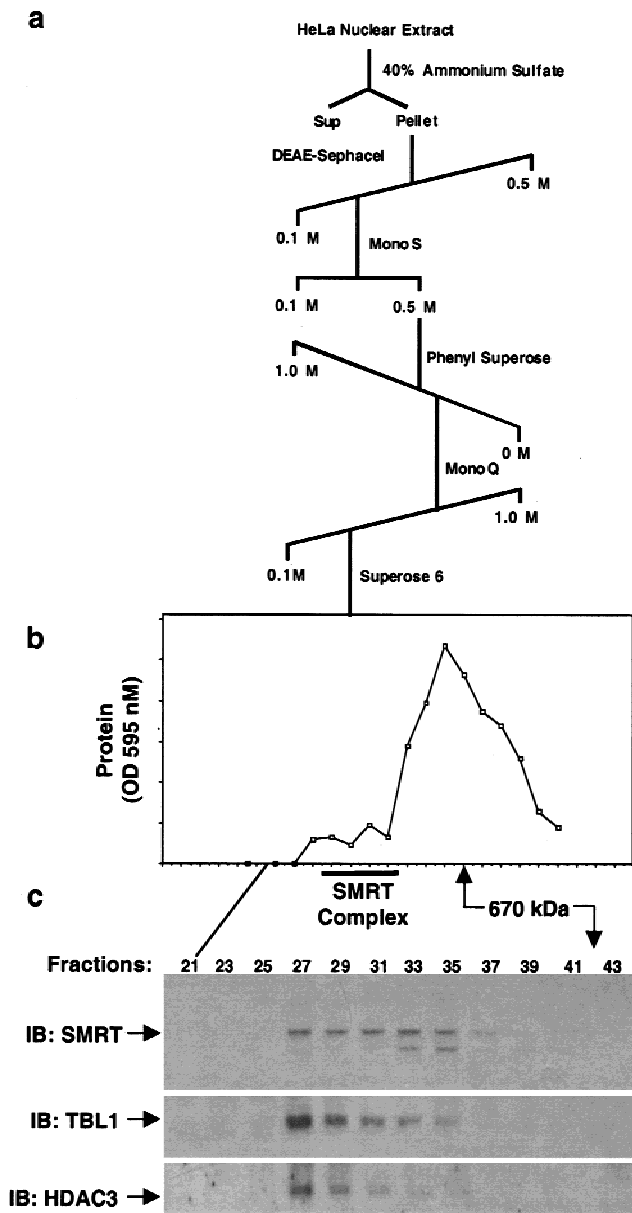 a
HeLa Nuclear Extract
40% Ammonium Sulfate
Sup Pellet
DEAE-Sephacel
0.5 M
0.1 M
Mono S
0.1 M 0.5 M
Phenyl Superose
1.0 M
0 M
Mono Q
1.0 M
0.1M
Superose 6
b
Protein
(OD 595 nM)
SMRT
Complex
670 kDa
c
Fractions: 21 23 25 27 29 31 33 35 37 39 41 43
IB: SMRT
IB: TBL1
IB: HDAC3